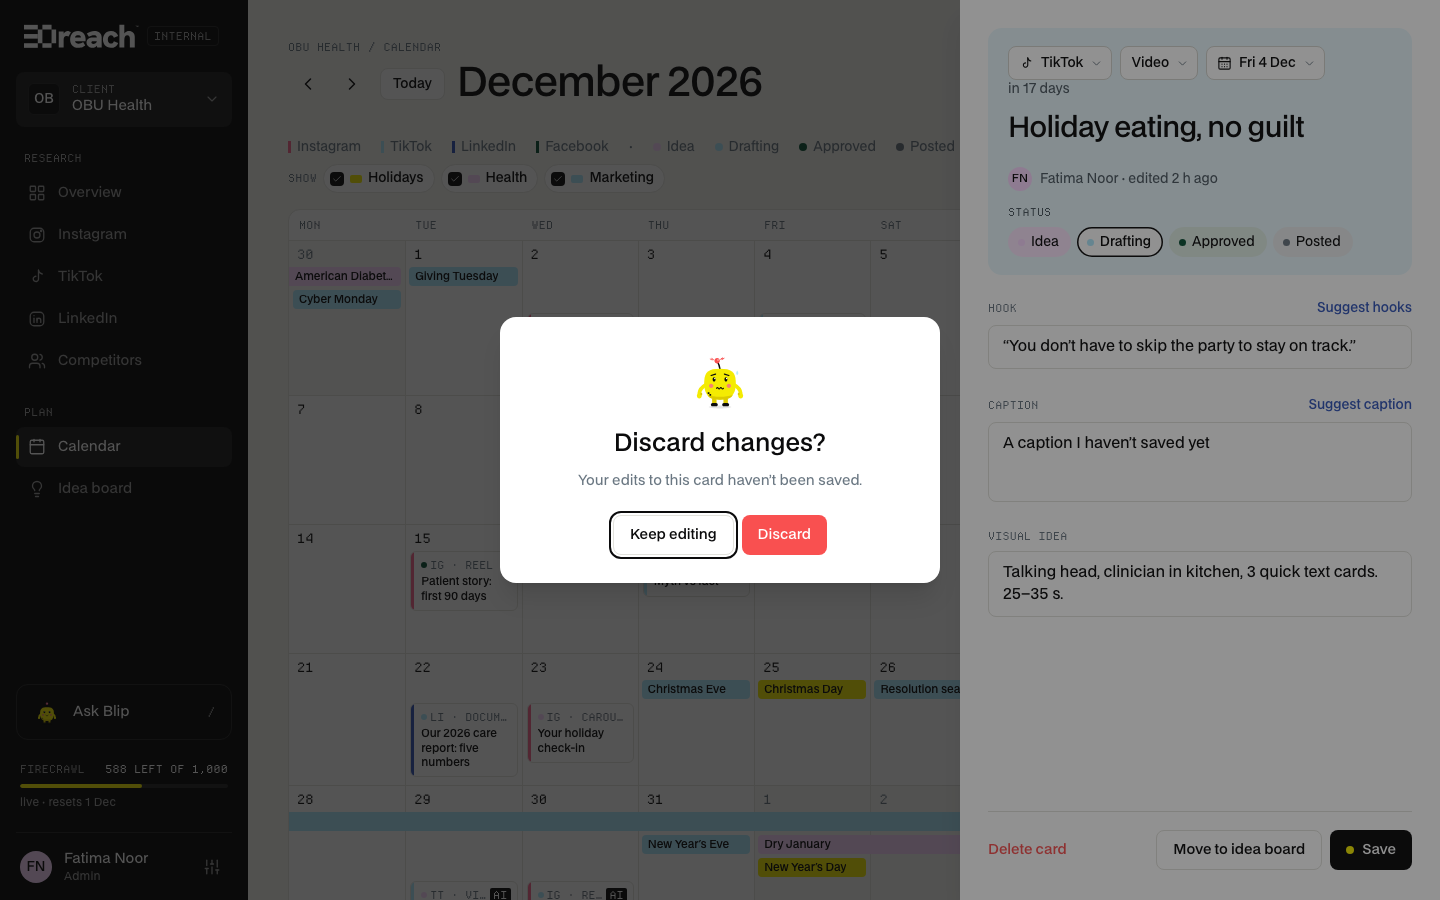 reach INTERNAL
OB CLIENT
OBU Health
RESEARCH
Overview
Instagram
TikTok
LinkedIn
Competitors
PLAN
Calendar
Idea board
Ask Blip /
FIRECRAWL 588 LEFT OF 1,000
live · resets 1 Dec
FN Fatima Noor
Admin
OBU HEALTH / CALENDAR
Today December 2026
Instagram TikTok LinkedIn Facebook · Idea Drafting Approved Posted
SHOW Holidays Health Marketing
MON TUE WED THU FRI SAT
30 1 2 3 4 5
American Diabet… Giving Tuesday
Cyber Monday
7 8
14 15
IG · REEL
Patient story:
first 90 days
21 22 23 24 25 26
Christmas Eve Christmas Day Resolution sea
LI · DOCUM… IG · CAROU…
Our 2026 care Your holiday
report: five check-in
numbers
28 29 30 31 1 2
New Year's Eve Dry January
New Year's Day
TT · VI… AI IG · RE… AI
Discard changes?
Your edits to this card haven't been saved.
Keep editing Discard
TikTok Video Fri 4 Dec
in 17 days
Holiday eating, no guilt
FN Fatima Noor · edited 2 h ago
STATUS
Idea Drafting Approved Posted
HOOK Suggest hooks
“You don't have to skip the party to stay on track.”
CAPTION Suggest caption
A caption I haven't saved yet
VISUAL IDEA
Talking head, clinician in kitchen, 3 quick text cards.
25–35 s.
Delete card Move to idea board Save